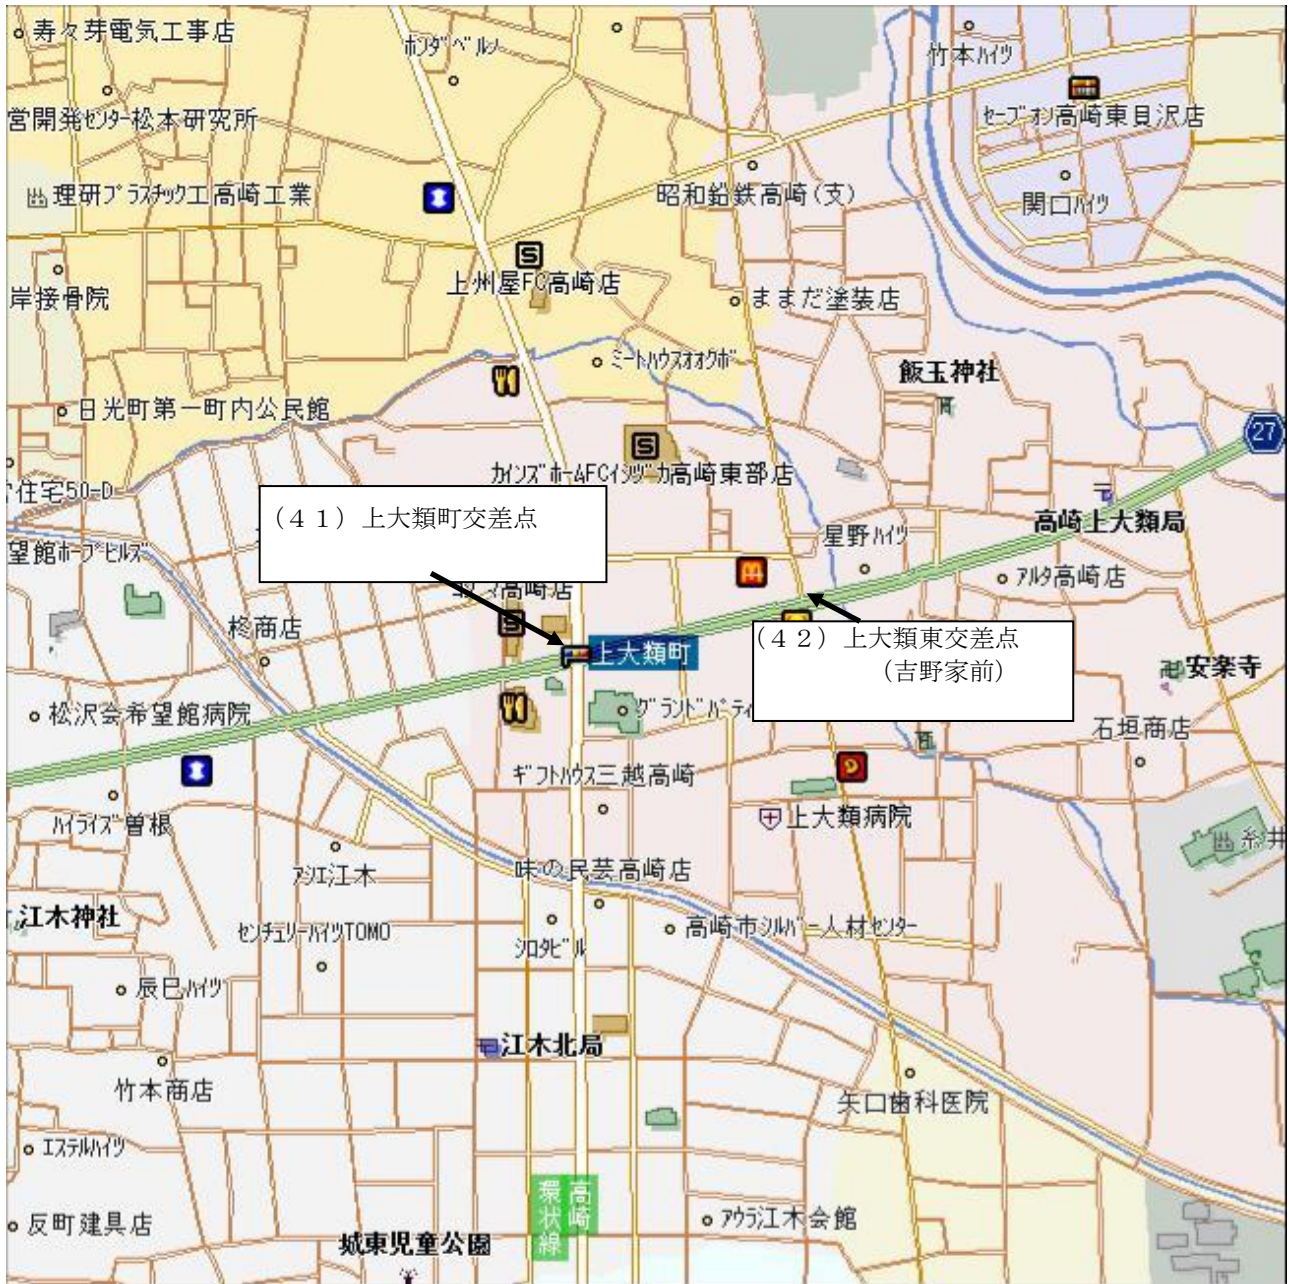 寿々芽電気工事店
ホンダベルノ
竹本ハイツ
セーブオン高崎東貝沢店
営開発センター松本研究所
理研プラスチック工高崎工業
昭和鉛鉄高崎(支)
関口ハイツ
上州屋FC高崎店
岸接骨院
ままだ塗装店
ミートハウスオオクボ
飯玉神社
日光町第一町内公民館
27
カインズホームFCイシヅカ高崎東部店
住宅50-D
高崎上大類局
(41)上大類町交差点
星野ハイツ
望館ホープヒルズ
アルタ高崎店
高崎店
柊商店
上大類町
(42)上大類東交差点
(吉野家前)
安楽寺
松沢会希望館病院
グランドパティ
石垣商店
ギフトハウス三越高崎
ハイライズ曽根
上大類病院
糸井
アシエ江木
味の民芸高崎店
江木神社
センチュリーハイツTOMO
シロタビル
高崎市シルバー人材センター
辰巳ハイツ
江木北局
竹本商店
矢口歯科医院
エステルハイツ
高崎
環状線
反町建具店
アウラ江木会館
城東児童公園